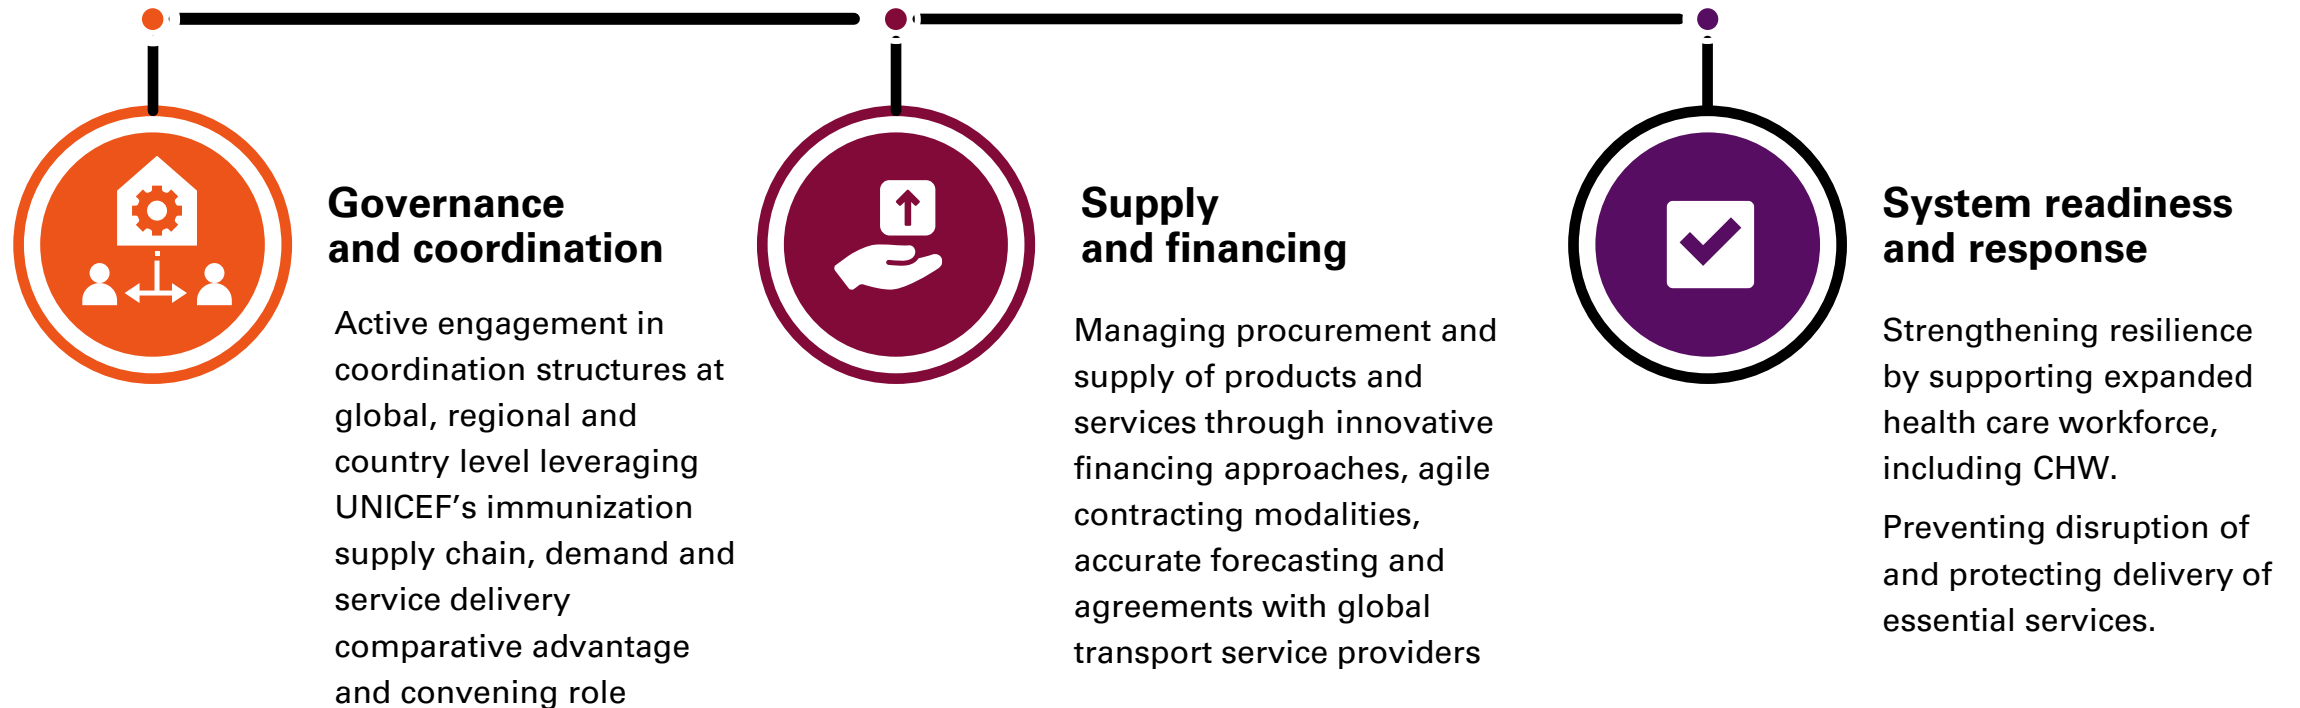 Governance
and coordination
Active engagement in
coordination structures at
global, regional and
country level leveraging
UNICEF’s immunization
supply chain, demand and
service delivery
comparative advantage
and convening role
Supply
and financing
Managing procurement and
supply of products and
services through innovative
financing approaches, agile
contracting modalities,
accurate forecasting and
agreements with global
transport service providers
System readiness
and response
Strengthening resilience
by supporting expanded
health care workforce,
including CHW.
Preventing disruption of
and protecting delivery of
essential services.